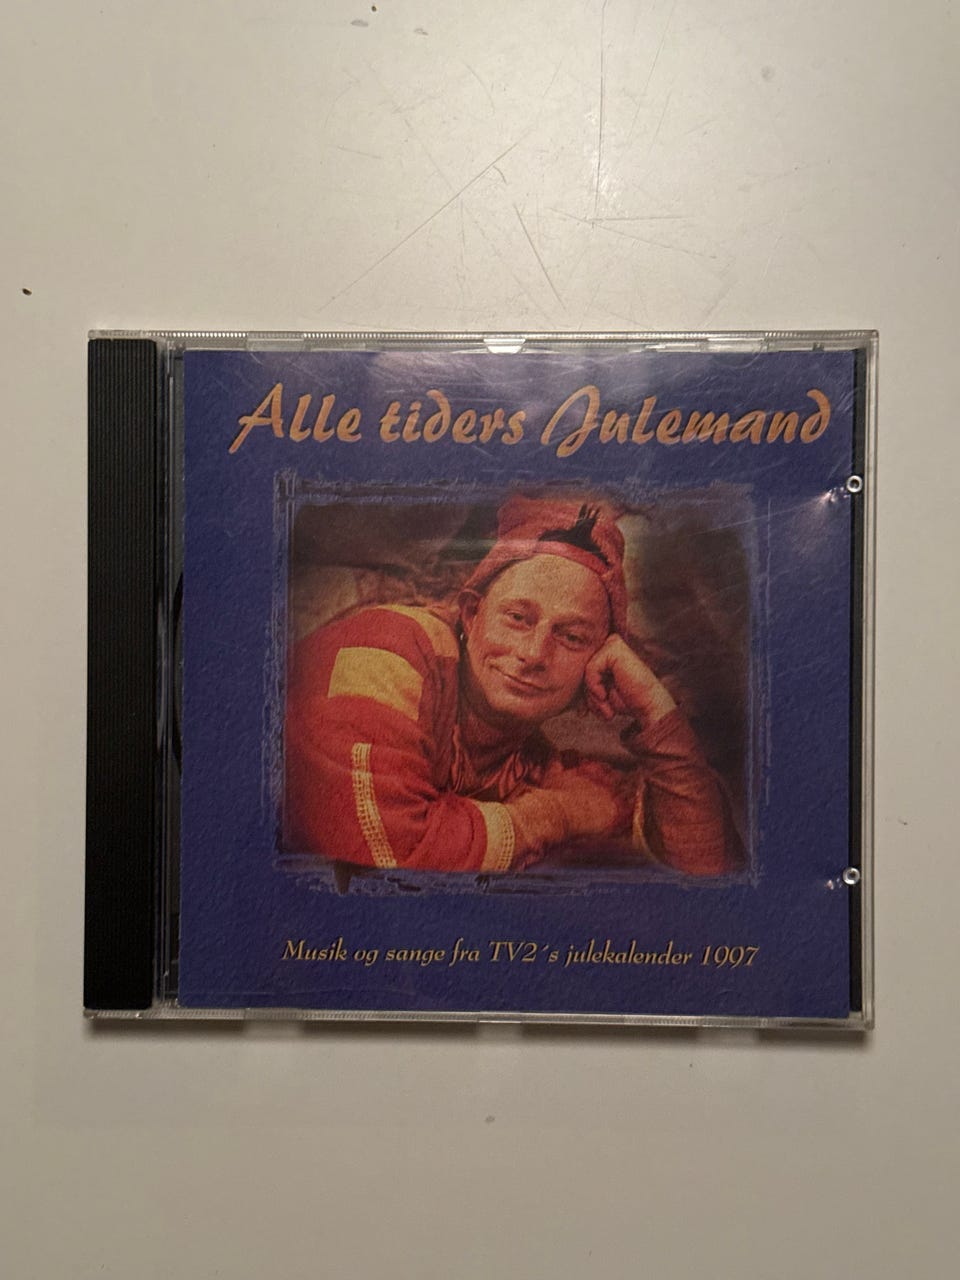 Alle tiders Julemand
Musik og sange fra TV2´s julekalender 1997